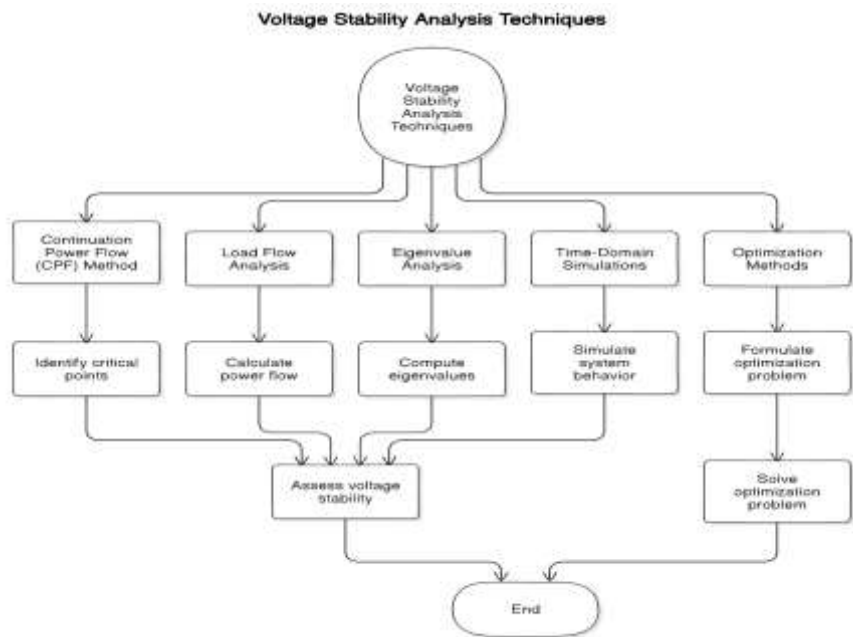 Voltage Stability Analysis Techniques
Voltage
Stability
Analysis
Techniques
Continuation
Power Flow
(CPF) Method
Load Flow
Analysis
Eigenvalue
Analysis
Time-Domain
Simulations
Optimization
Methods
Identify critical
points
Calculate
power flow
Compute
eigenvalues
Simulate
system
behavior
Formulate
optimization
problem
Assess voltage
stability
Solve
optimization
problem
End